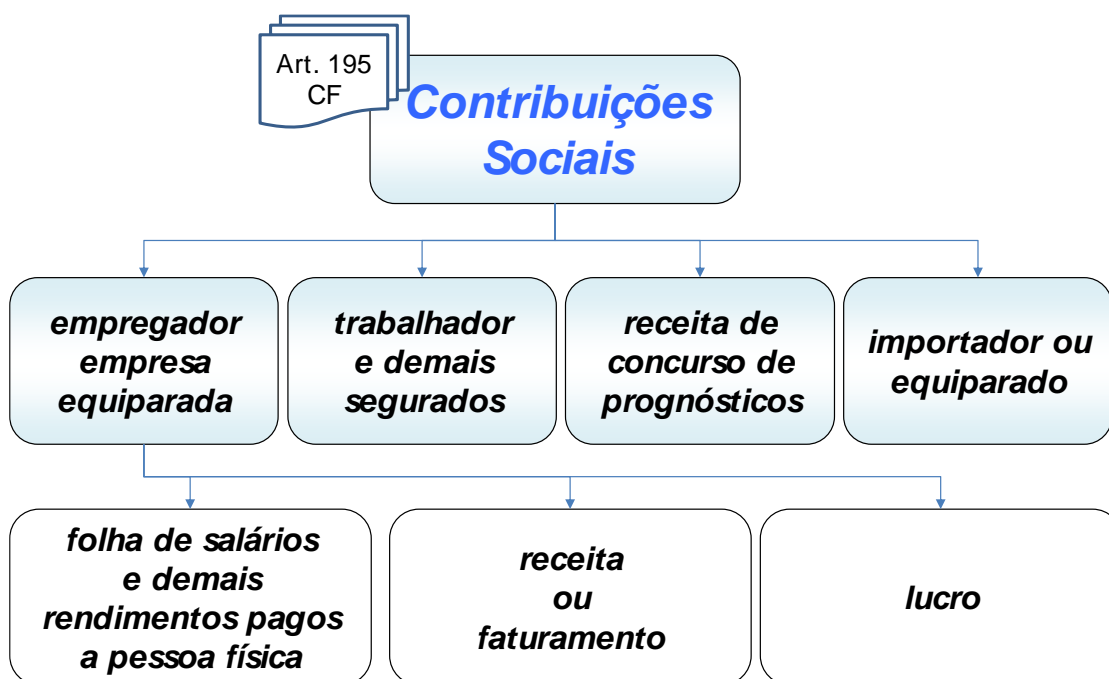 Art. 195
CF
Contribuições
Sociais
empregador
empresa
equiparada
trabalhador
e demais
segurados
receita de
concurso de
prognósticos
importador ou
equiparado
folha de salários
e demais
rendimentos pagos
a pessoa física
receita
ou
faturamento
lucro